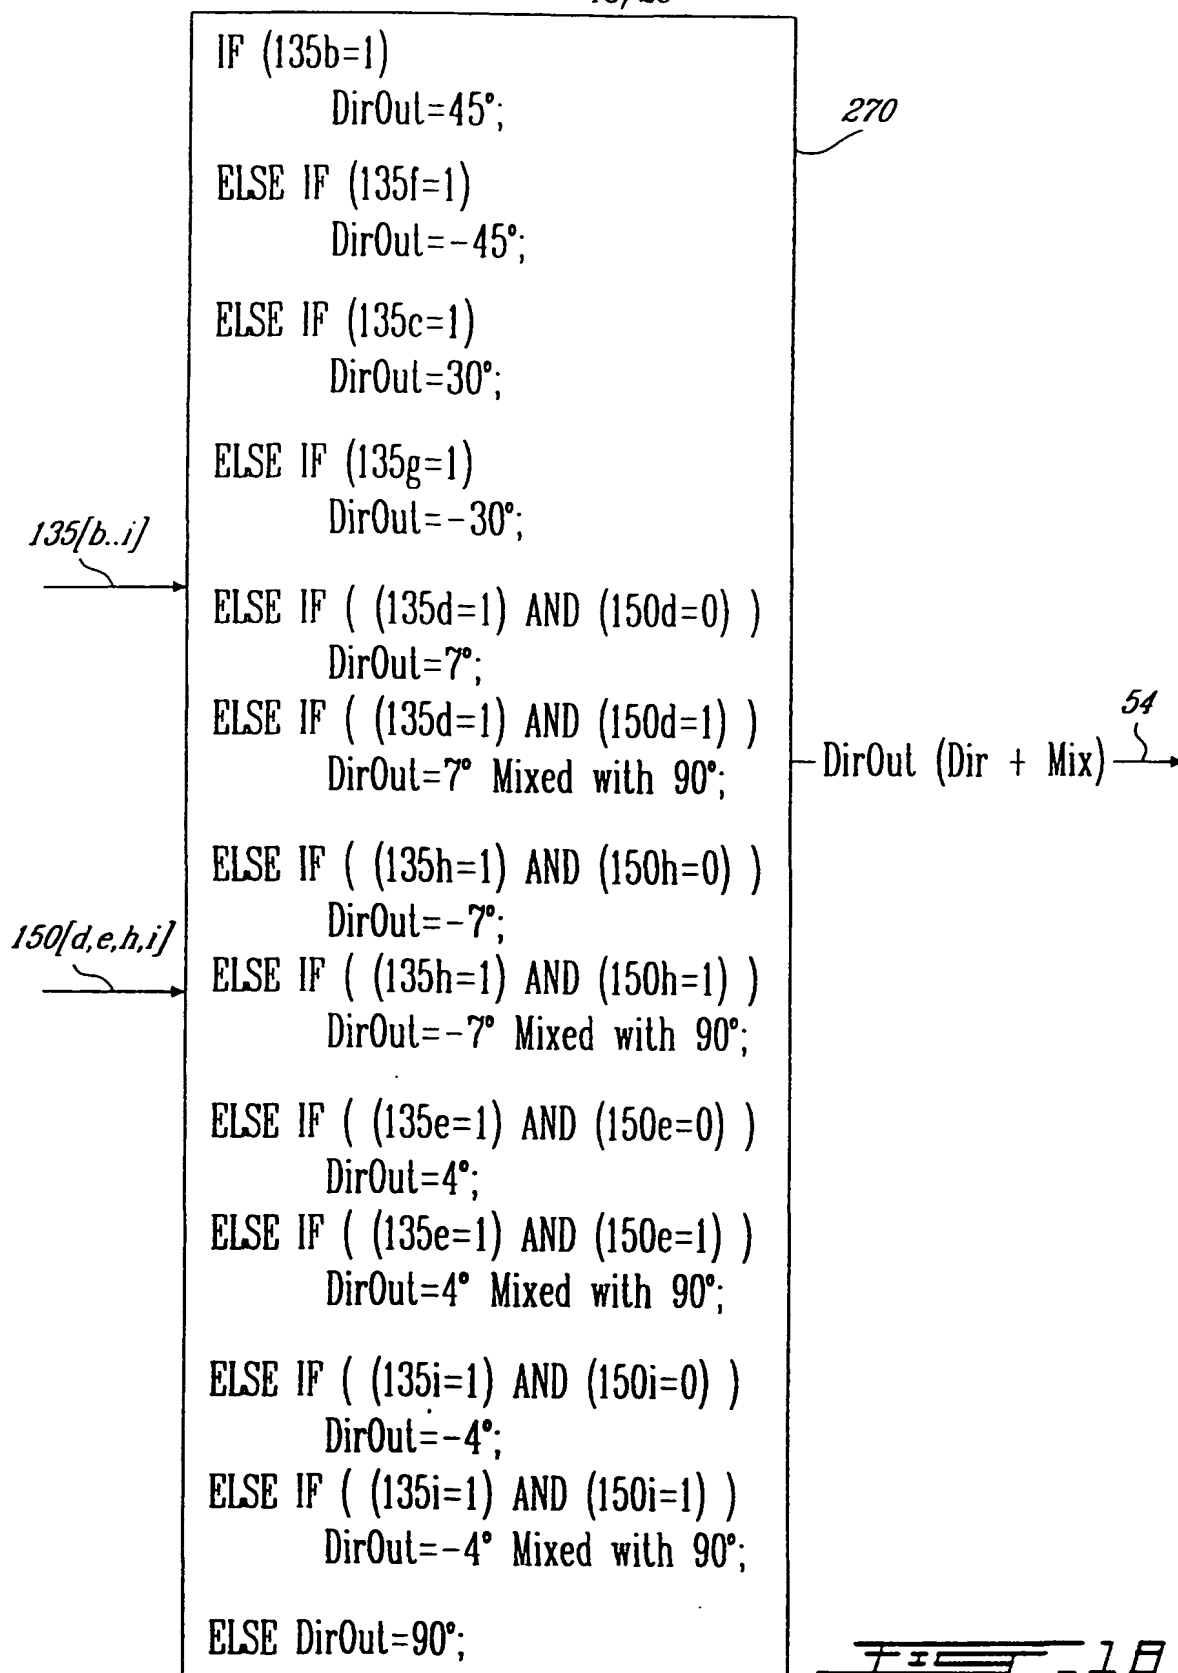 IF (135b=1)
DirOut=45°;
270
ELSE IF (135f=1)
DirOut=-45°;
ELSE IF (135c=1)
DirOut=30°;
ELSE IF (135g=1)
DirOut=-30°;
135[b..i]
ELSE IF ( (135d=1) AND (150d=0) )
DirOut=7°;
ELSE IF ( (135d=1) AND (150d=1) )
DirOut=7° Mixed with 90°;
54
DirOut (Dir + Mix)
ELSE IF ( (135h=1) AND (150h=0) )
DirOut=-7°;
150[d,e,h,i]
ELSE IF ( (135h=1) AND (150h=1) )
DirOut=-7° Mixed with 90°;
ELSE IF ( (135e=1) AND (150e=0) )
DirOut=4°;
ELSE IF ( (135e=1) AND (150e=1) )
DirOut=4° Mixed with 90°;
ELSE IF ( (135i=1) AND (150i=0) )
DirOut=-4°;
ELSE IF ( (135i=1) AND (150i=1) )
DirOut=-4° Mixed with 90°;
ELSE DirOut=90°;